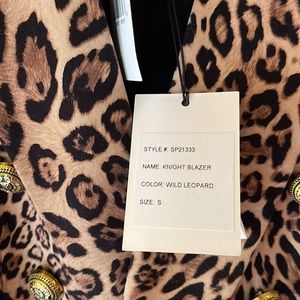 STYLE #: SP21333
NAME: KNIGHT BLAZER
COLOR: WILD LEOPARD
SIZE: S